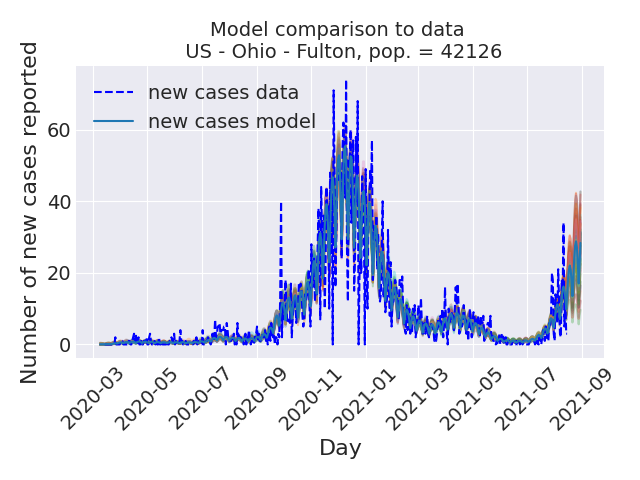 Model comparison to data
US - Ohio - Fulton, pop. = 42126
new cases data
new cases model
Number of new cases reported
60
40
20
0
2020-03
2020-05
2020-07
2020-09
2020-11
2021-01
2021-03
2021-05
2021-07
2021-09
Day